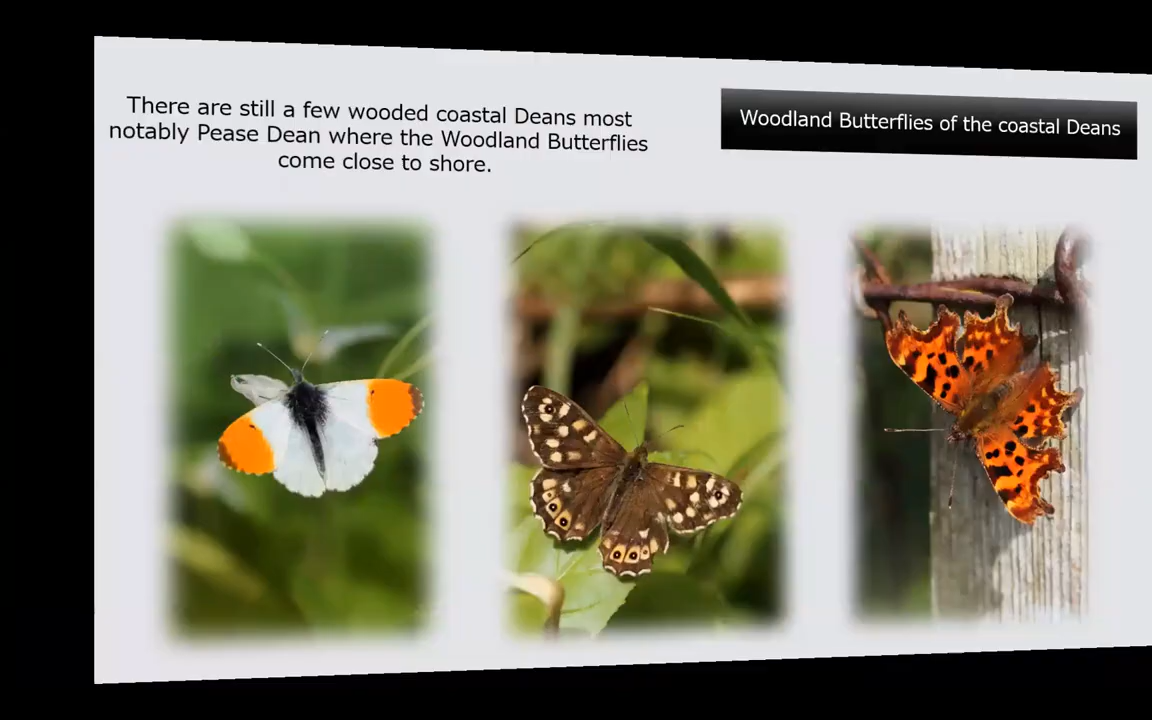 There are still a few wooded coastal Deans most
notably Pease Dean where the Woodland Butterflies
come close to shore.
Woodland Butterflies of the coastal Deans